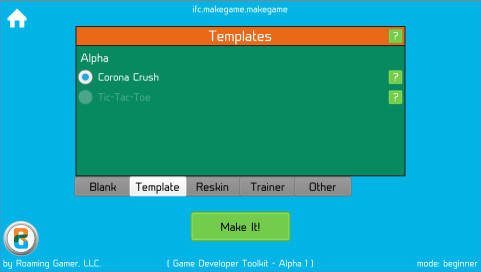 ifc.makegame.makegame
Templates ?
Alpha
Corona Crush ?
Tic-Tac-Toe ?
Blank Template Reskin Trainer Other
Make It!
by Roaming Gamer, LLC. ( Game Developer Toolkit - Alpha 1 ) mode: beginner